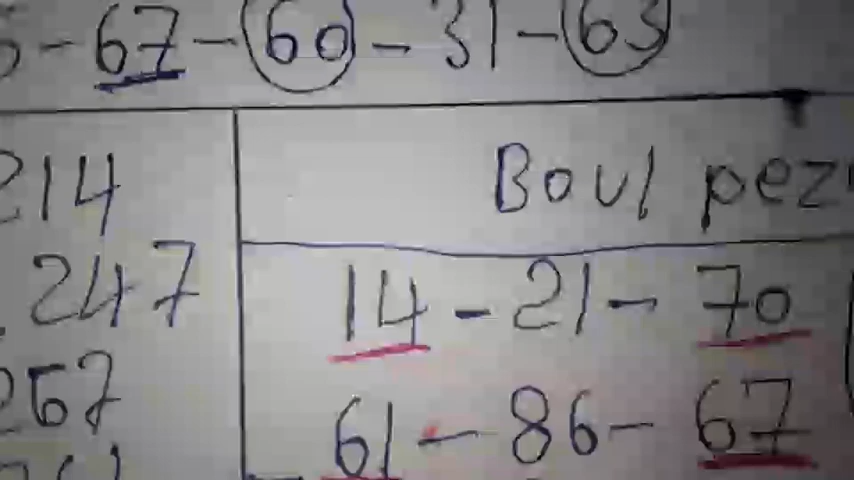 - 67 - 60 - 31 - 63
214
Boul pez
247
14 - 21 - 70
267
61 - 86 - 67